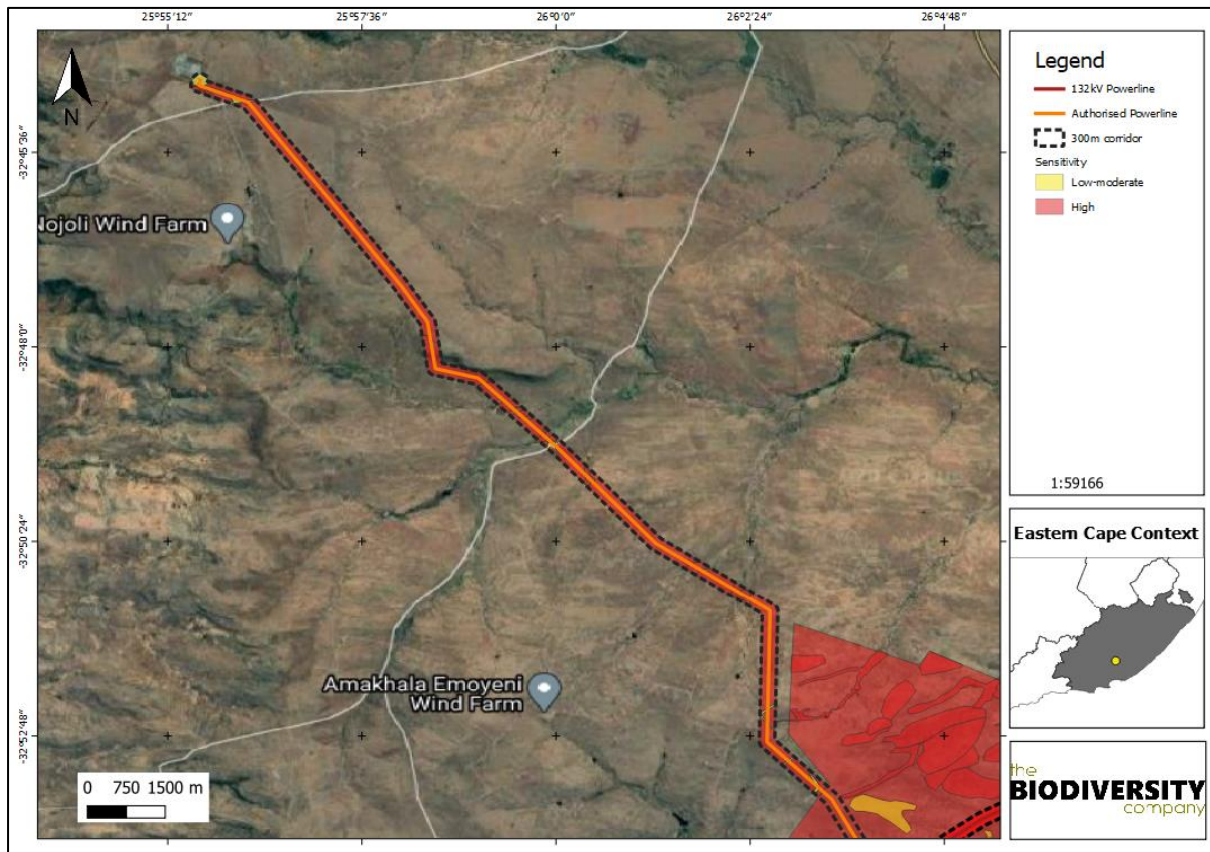 25°55′12″ 25°57′36″ 26°0′0″ 26°2′24″ 26°4′48″
N
-32°45′36″
-32°48′0″
-32°50′24″
-32°52′48″
Nojoli Wind Farm
Amakhala Emoyeni
Wind Farm
0 750 1500 m
Legend
132kV Powerline
Authorised Powerline
300m corridor
Sensitivity
Low-moderate
High
1:59166
Eastern Cape Context
the
BIODIVERSITY
company